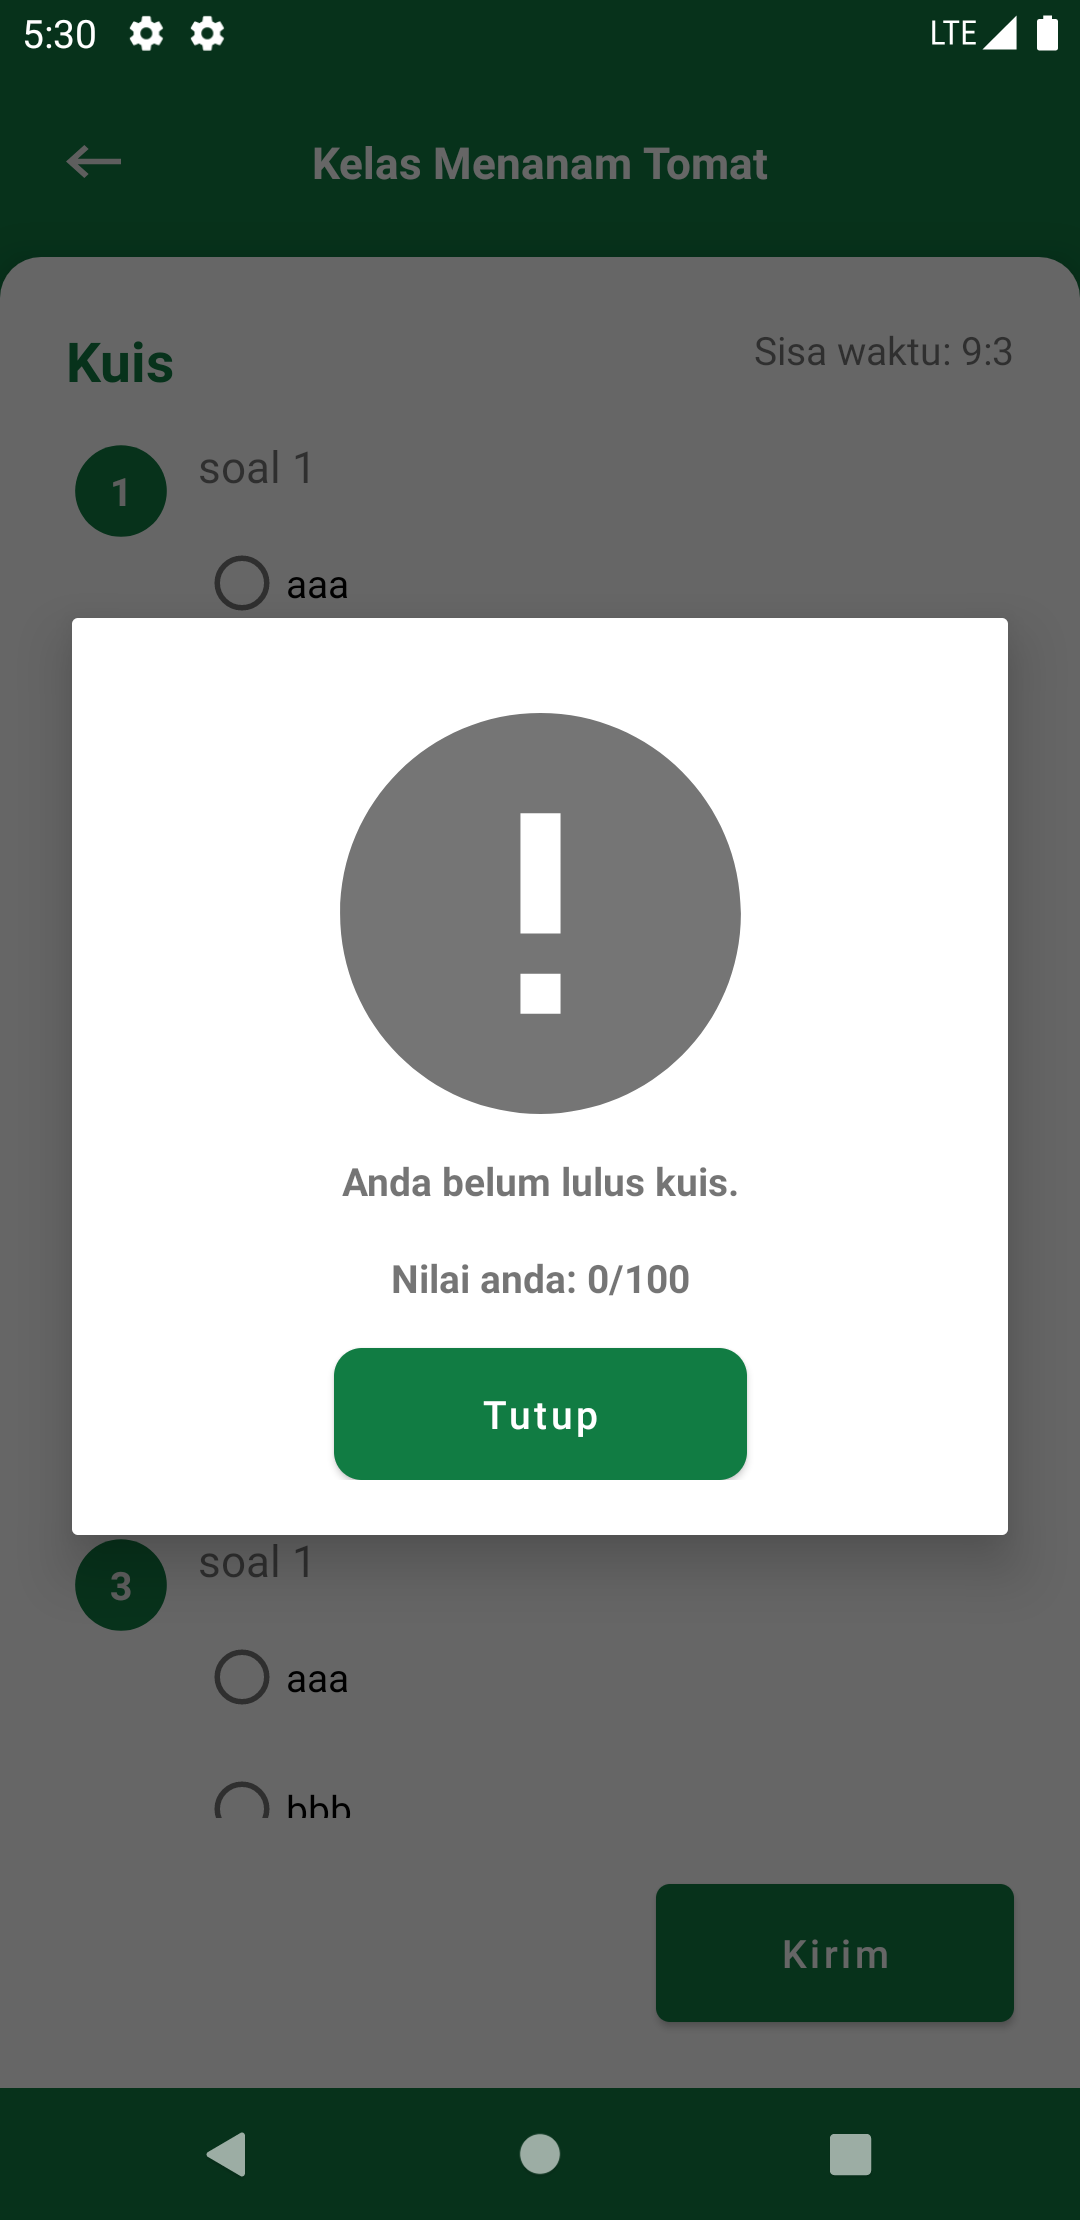 5:30
LTE
Kelas Menanam Tomat
Kuis
Sisa waktu: 9:3
1
soal 1
aaa
!
Anda belum lulus kuis.
Nilai anda: 0/100
Tutup
3
soal 1
aaa
bbb
Kirim